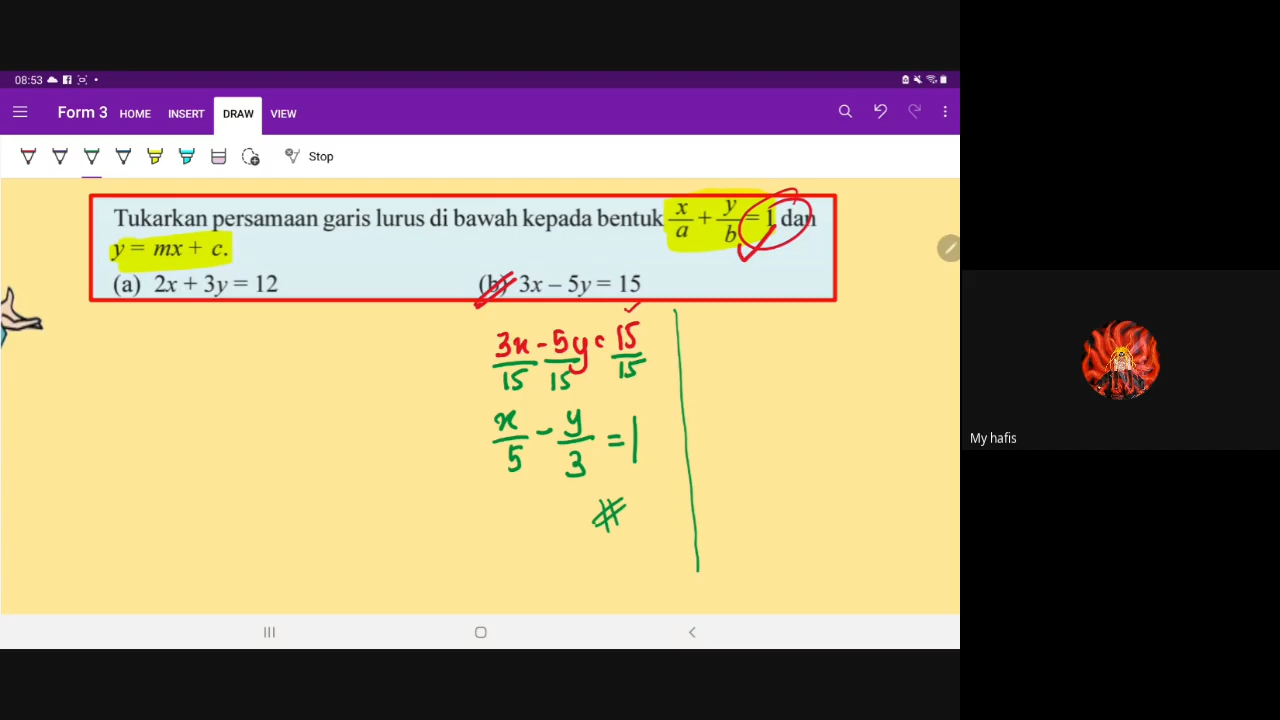 08:53
Form 3 HOME INSERT DRAW VIEW
Stop
Tukarkan persamaan garis lurus di bawah kepada bentuk x/a + y/b = 1 dan
y = mx + c.
(a) 2x + 3y = 12 (b) 3x – 5y = 15
3x/15 - 5y/15 = 15/15
x/5 - y/3 = 1
#
My hafis